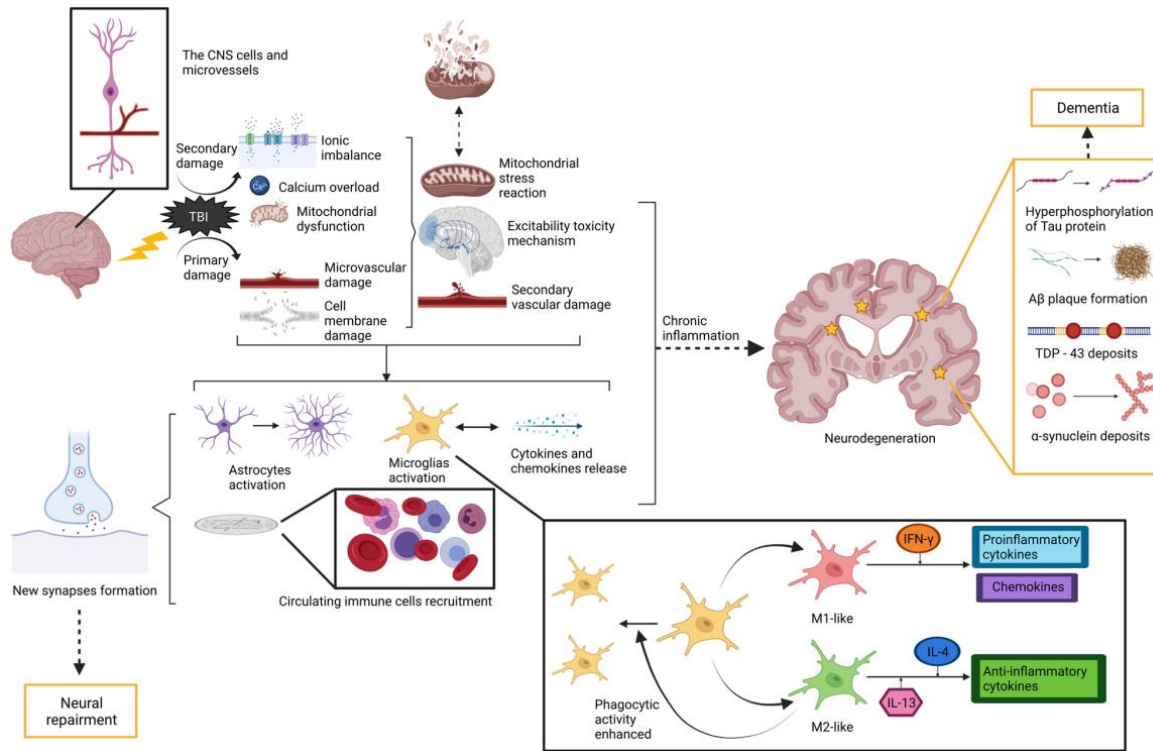 The CNS cells and
microvessels
Secondary
damage
TBI
Primary
damage
Ionic
imbalance
Ca²⁺
Calcium overload
Mitochondrial
dysfunction
Microvascular
damage
Cell
membrane
damage
Mitochondrial
stress
reaction
Excitability toxicity
mechanism
Secondary
vascular damage
Chronic
inflammation
Neurodegeneration
Dementia
Hyperphosphorylation
of Tau protein
Aβ plaque formation
TDP - 43 deposits
α-synuclein deposits
Astrocytes
activation
Microglias
activation
Cytokines and
chemokines release
Circulating immune cells recruitment
New synapses formation
Neural
repairment
Phagocytic
activity
enhanced
M1-like
IFN-γ
Proinflammatory
cytokines
Chemokines
M2-like
IL-4
IL-13
Anti-inflammatory
cytokines